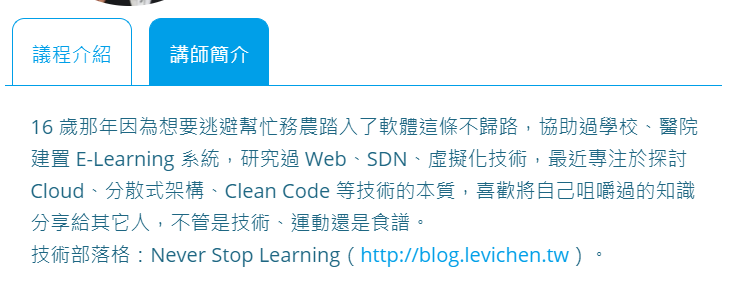 議程介紹
講師簡介
16 歲那年因為想要逃避幫忙務農踏入了軟體這條不歸路，協助過學校、醫院
建置 E-Learning 系統，研究過 Web、SDN、虛擬化技術，最近專注於探討
Cloud、分散式架構、Clean Code 等技術的本質，喜歡將自己咀嚼過的知識
分享給其它人，不管是技術、運動還是食譜。
技術部落格：Never Stop Learning（http://blog.levichen.tw）。